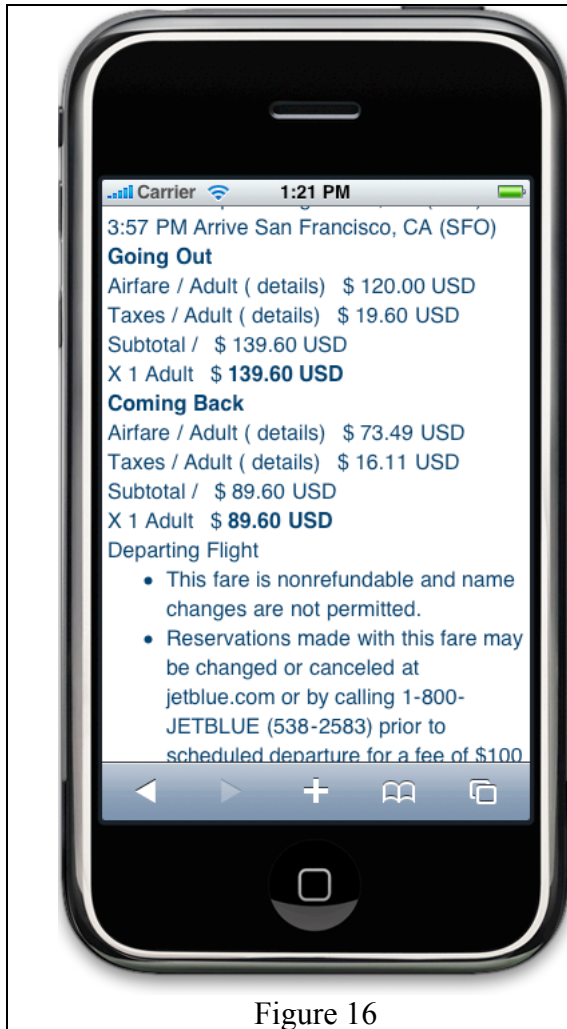 Carrier 1:21 PM
3:57 PM Arrive San Francisco, CA (SFO)
Going Out
Airfare / Adult ( details) $ 120.00 USD
Taxes / Adult ( details) $ 19.60 USD
Subtotal / $ 139.60 USD
X 1 Adult $ 139.60 USD
Coming Back
Airfare / Adult ( details) $ 73.49 USD
Taxes / Adult ( details) $ 16.11 USD
Subtotal / $ 89.60 USD
X 1 Adult $ 89.60 USD
Departing Flight
• This fare is nonrefundable and name
changes are not permitted.
• Reservations made with this fare may
be changed or canceled at
jetblue.com or by calling 1-800-
JETBLUE (538-2583) prior to
scheduled departure for a fee of $100
Figure 16